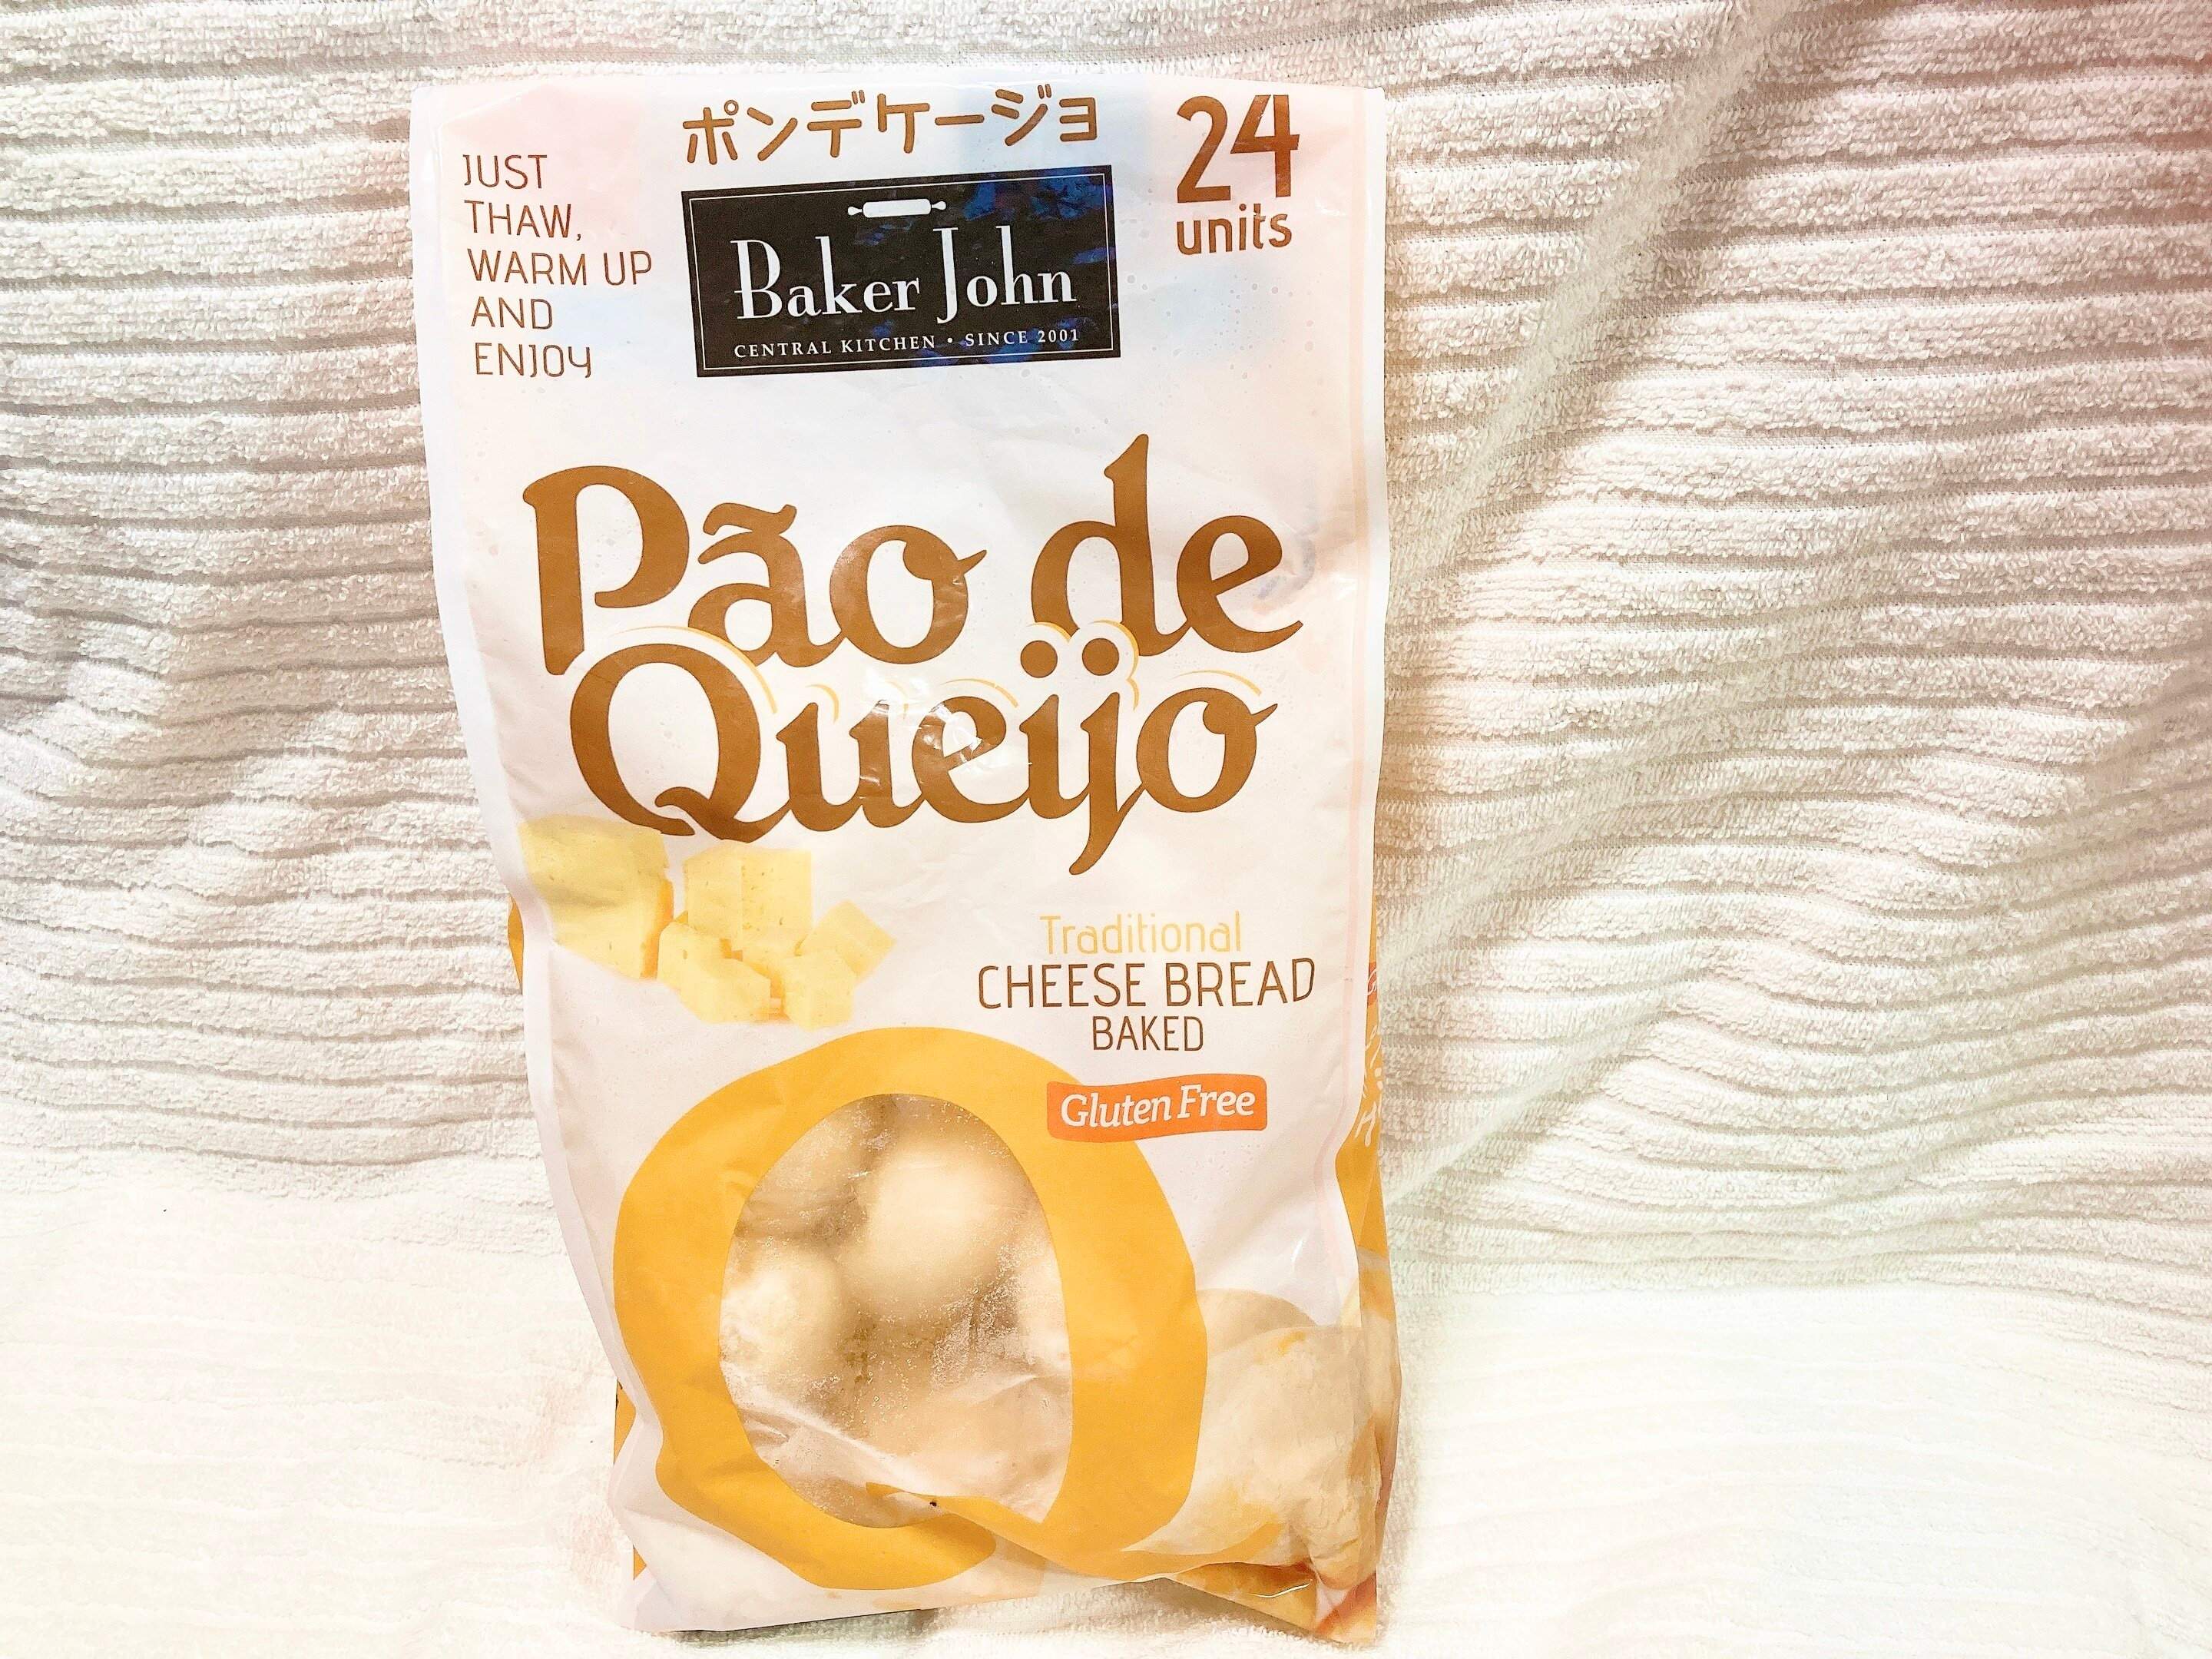 ポンデケージョ
24
units
JUST
THAW,
WARM UP
AND
ENJOY
Baker John
CENTRAL KITCHEN • SINCE 2001
Pão de
Queijo
Traditional
CHEESE BREAD
BAKED
Gluten Free